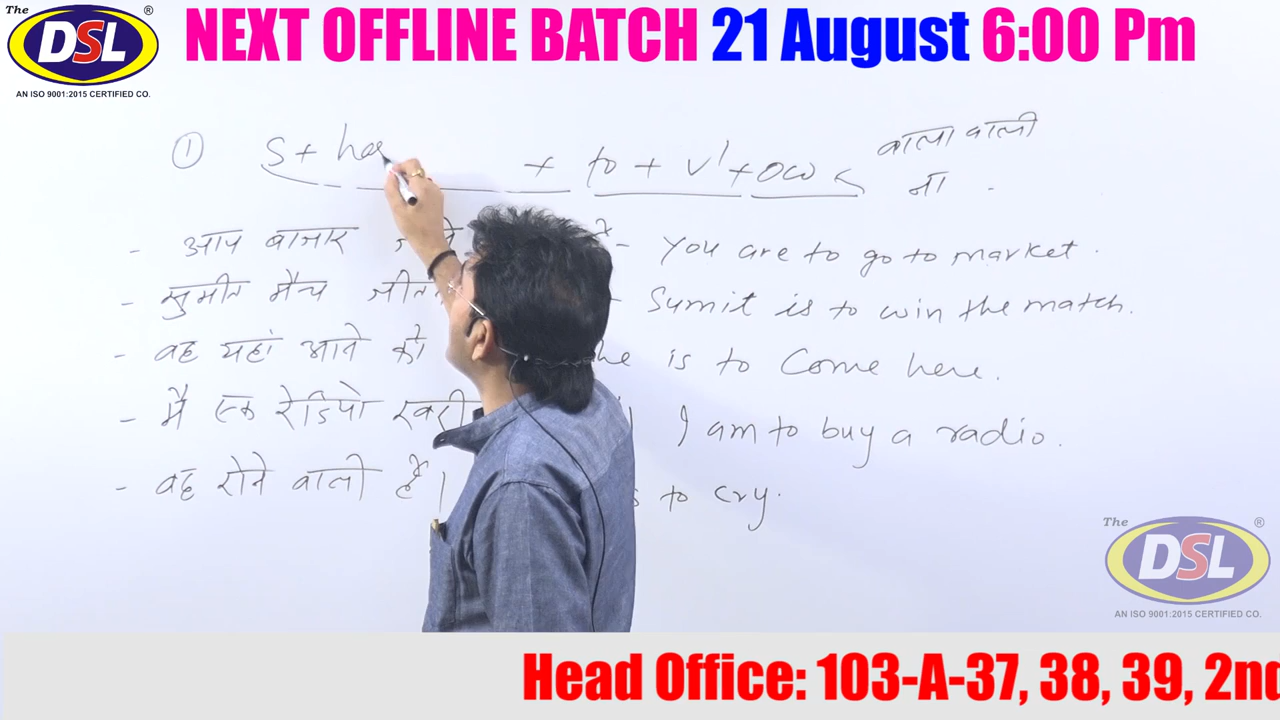 The DSL ®
AN ISO 9001:2015 CERTIFIED CO.
NEXT OFFLINE BATCH 21 August 6:00 Pm
① S + has + to + V¹ + OW < वाला वाली
ना
- आप बाजार - You are to go to market.
- सुमीत मैच - Sumit is to win the match.
- वह यहां आने को he is to Come here.
- मैं एक रेडियो I am to buy a radio.
- वह रोने वाली है। to cry.
The DSL ®
AN ISO 9001:2015 CERTIFIED CO.
Head Office: 103-A-37, 38, 39, 2nd